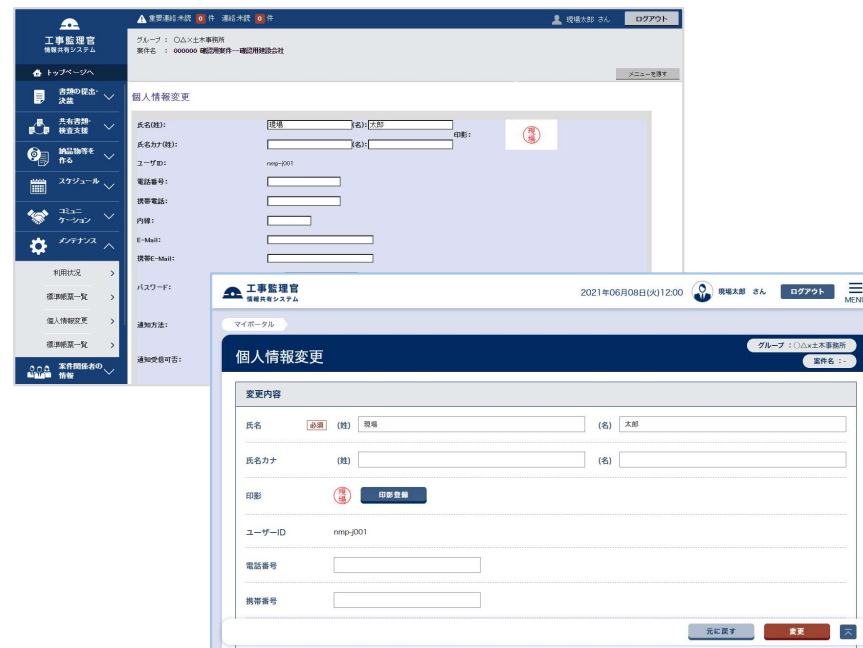 重要連絡未読 0 件 連絡未読 0 件
現場太郎 さん
ログアウト
工事監理官
情報共有システム
グループ : ○△×土木事務所
案件名 : 000000 確認用案件--確認用建設会社
トップページへ
メニューを隠す
書類の提出・
決裁
共有書類・
検査支援
納品物等を
作る
スケジュール
コミュニ
ケーション
メンテナンス
利用状況
標準帳票一覧
個人情報変更
標準帳票一覧
案件関係者の
情報
個人情報変更
氏名(姓): 現場 (名): 太郎
印影: 現場
氏名カナ(姓): (名):
ユーザID: nmp-j001
電話番号:
携帯電話:
内線:
E-Mail:
携帯E-Mail:
パスワード:
通知方法:
通知受信可否:
工事監理官
情報共有システム
2021年06月08日(火)12:00
現場太郎 さん
ログアウト
MENU
マイポータル
個人情報変更
グループ : ○△×土木事務所
案件名 : -
変更内容
氏名 必須 (姓) 現場 (名) 太郎
氏名カナ (姓) (名)
印影 現場 印影登録
ユーザーID nmp-j001
電話番号
携帯番号
元に戻す
変更